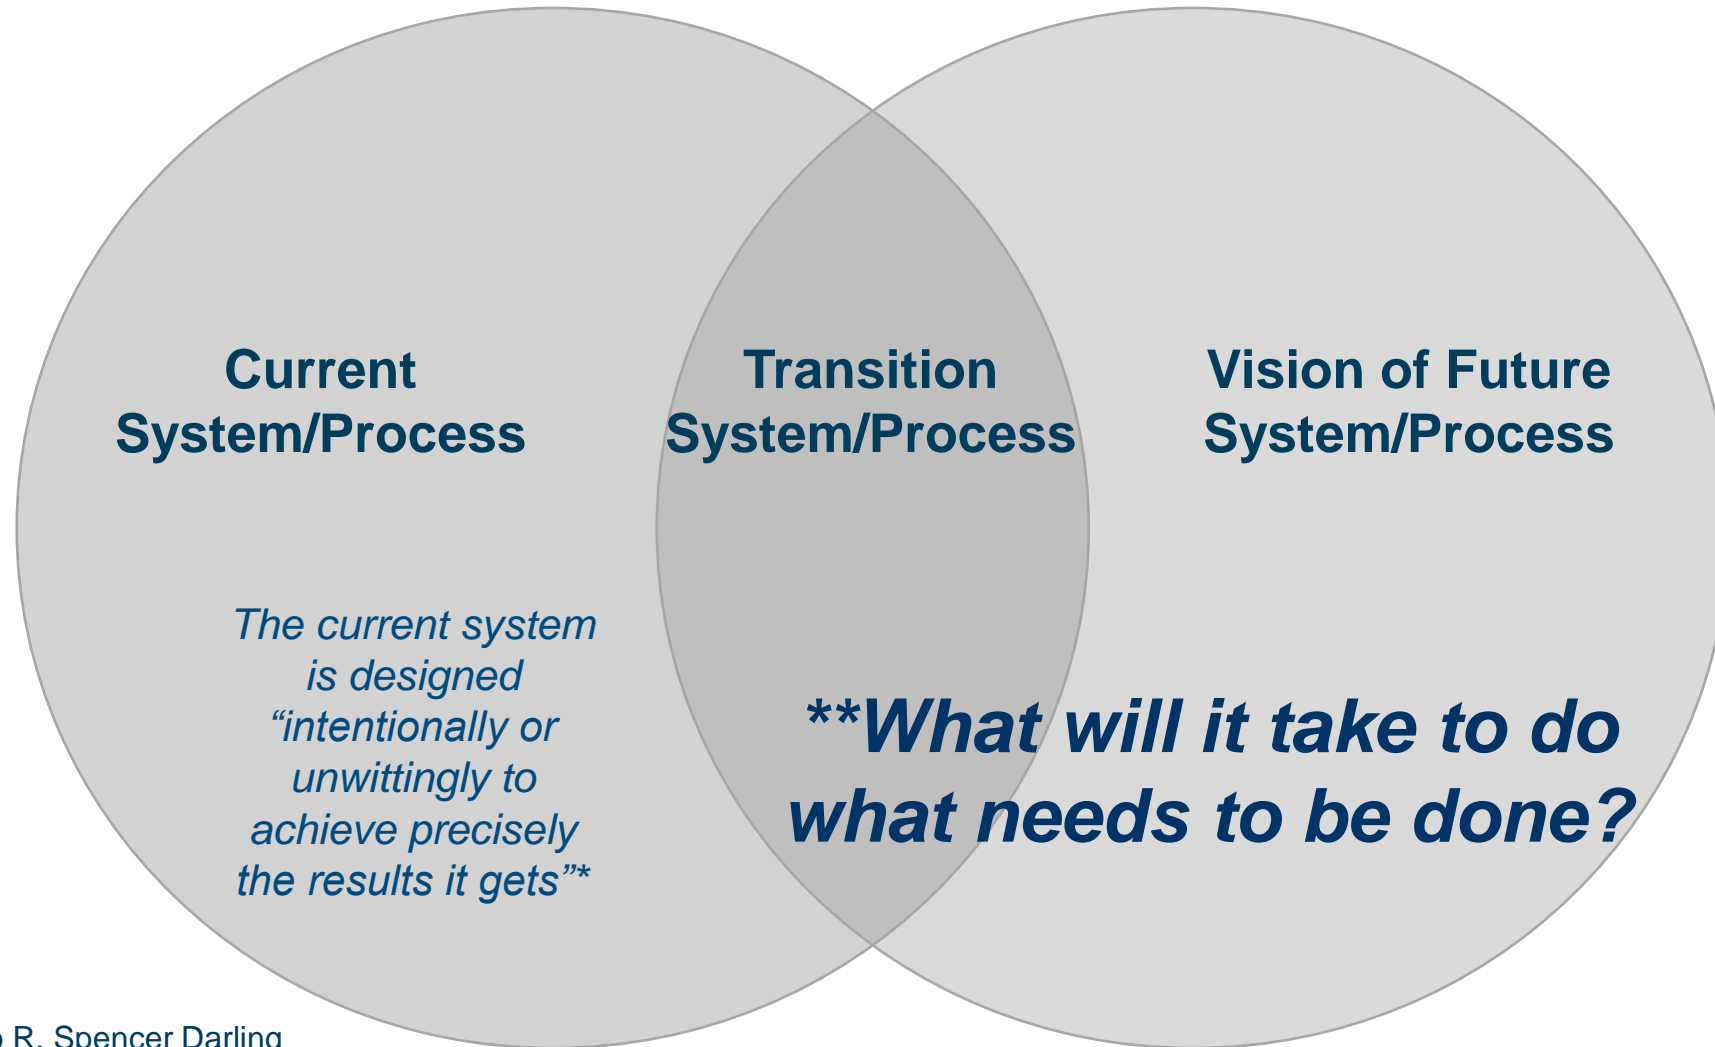 Current
System/Process
Transition
System/Process
Vision of Future
System/Process
The current system
is designed
“intentionally or
unwittingly to
achieve precisely
the results it gets”*
**What will it take to do
what needs to be done?
R. Spencer Darling